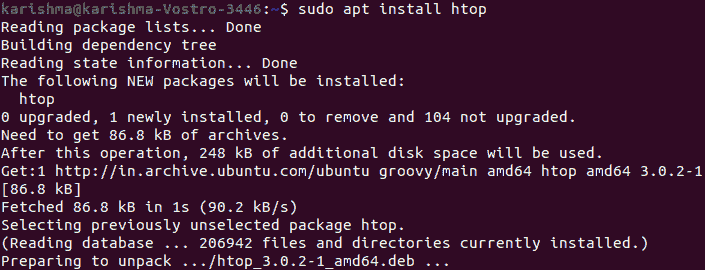 karishma@karishma-Vostro-3446:~$ sudo apt install htop
Reading package lists... Done
Building dependency tree
Reading state information... Done
The following NEW packages will be installed:
  htop
0 upgraded, 1 newly installed, 0 to remove and 104 not upgraded.
Need to get 86.8 kB of archives.
After this operation, 248 kB of additional disk space will be used.
Get:1 http://in.archive.ubuntu.com/ubuntu groovy/main amd64 htop amd64 3.0.2-1
[86.8 kB]
Fetched 86.8 kB in 1s (90.2 kB/s)
Selecting previously unselected package htop.
(Reading database ... 206942 files and directories currently installed.)
Preparing to unpack .../htop_3.0.2-1_amd64.deb ...